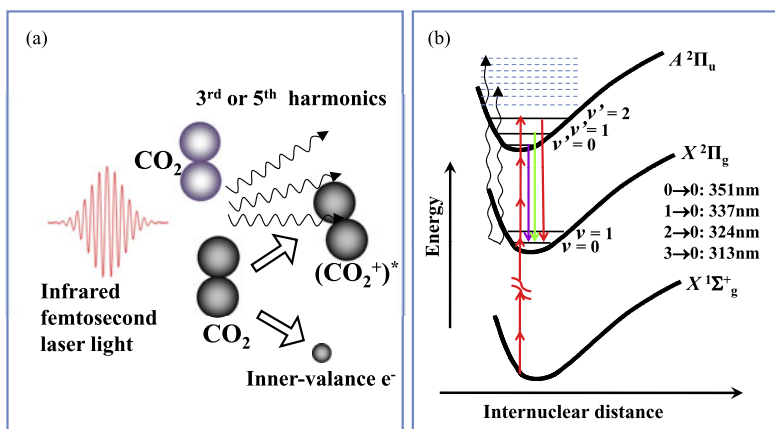 (a)
3rd or 5th harmonics
CO2
(CO2+)*
CO2
Infrared
femtosecond
laser light
Inner-valance e-
(b)
A 2Πu
ν'= 2
ν'= 1
ν'= 0
X 2Πg
0→0: 351nm
1→0: 337nm
2→0: 324nm
3→0: 313nm
ν = 1
ν = 0
X 1Σ+g
Energy
Internuclear distance